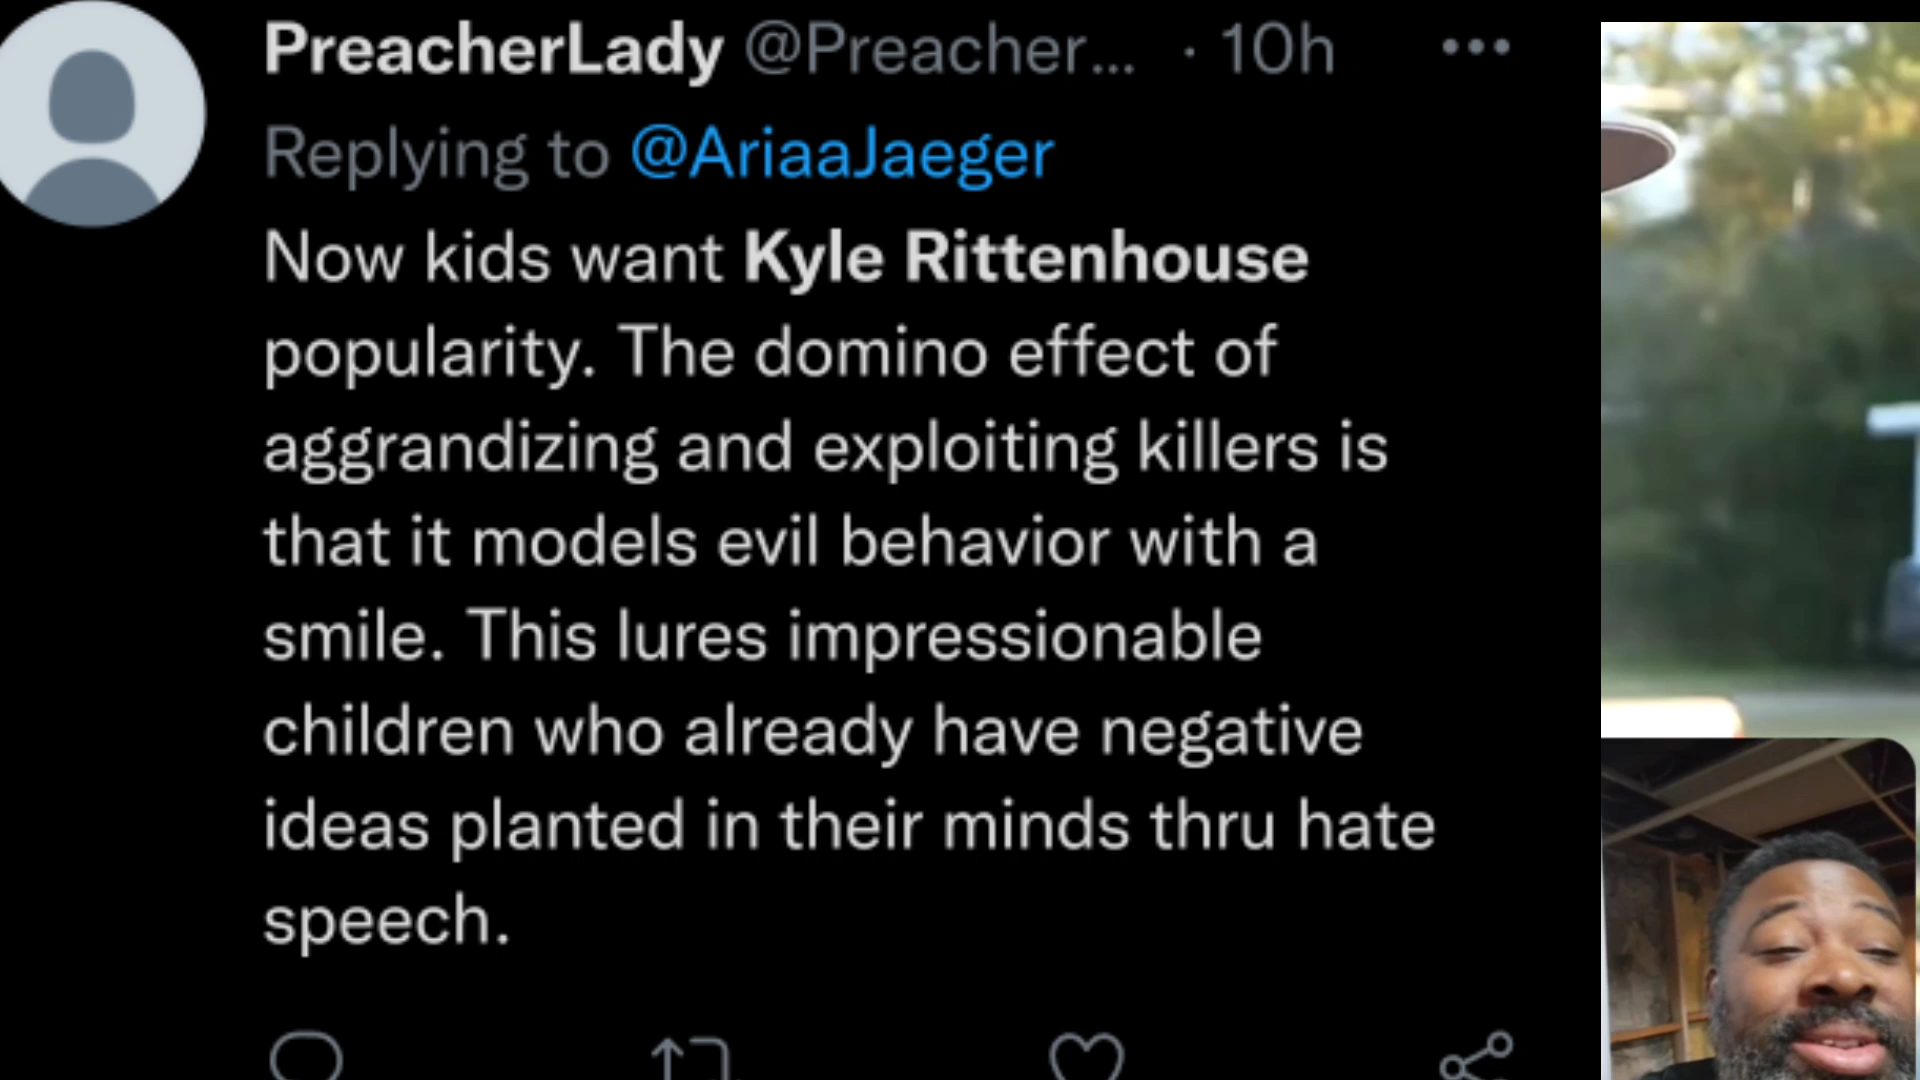 PreacherLady @Preacher... · 10h
Replying to @AriaaJaeger
Now kids want Kyle Rittenhouse
popularity. The domino effect of
aggrandizing and exploiting killers is
that it models evil behavior with a
smile. This lures impressionable
children who already have negative
ideas planted in their minds thru hate
speech.